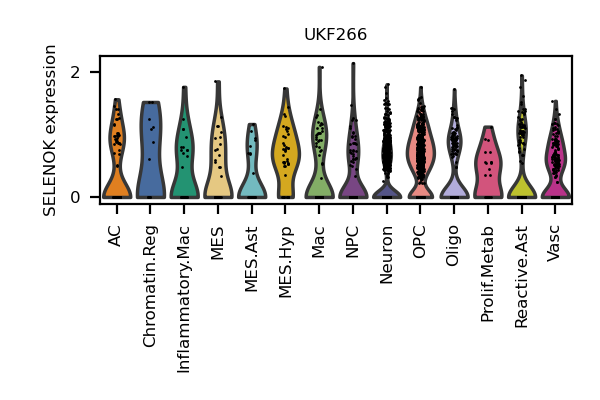 UKF266
SELENOK expression
2
0
AC
Chromatin.Reg
Inflammatory.Mac
MES
MES.Ast
MES.Hyp
Mac
NPC
Neuron
OPC
Oligo
Prolif.Metab
Reactive.Ast
Vasc